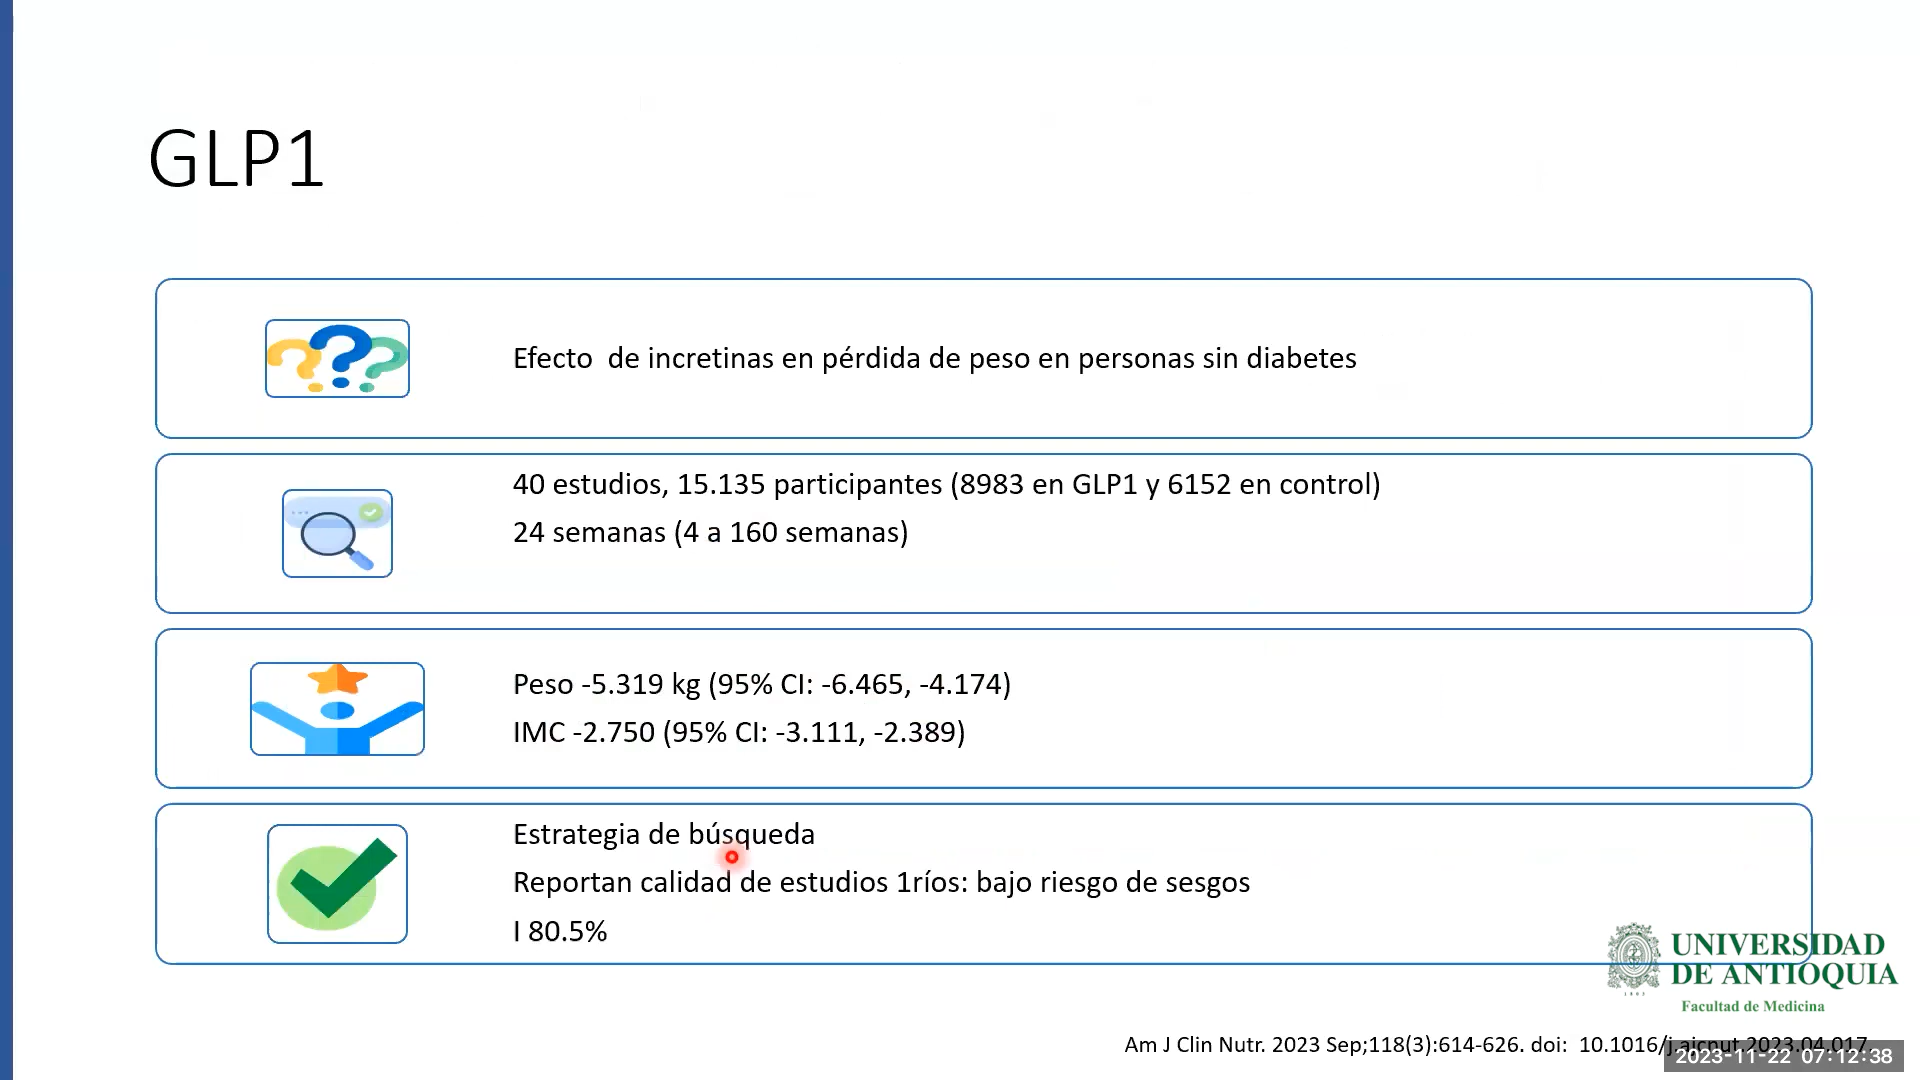 GLP1
Efecto de incretinas en pérdida de peso en personas sin diabetes
40 estudios, 15.135 participantes (8983 en GLP1 y 6152 en control)
24 semanas (4 a 160 semanas)
Peso -5.319 kg (95% CI: -6.465, -4.174)
IMC -2.750 (95% CI: -3.111, -2.389)
Estrategia de búsqueda
Reportan calidad de estudios 1ríos: bajo riesgo de sesgos
I 80.5%
UNIVERSIDAD
DE ANTIOQUIA
1803
Facultad de Medicina
Am J Clin Nutr. 2023 Sep;118(3):614-626. doi: 10.1016/j.ajcnut.2023.04.017.
2023-11-22 07:12:38